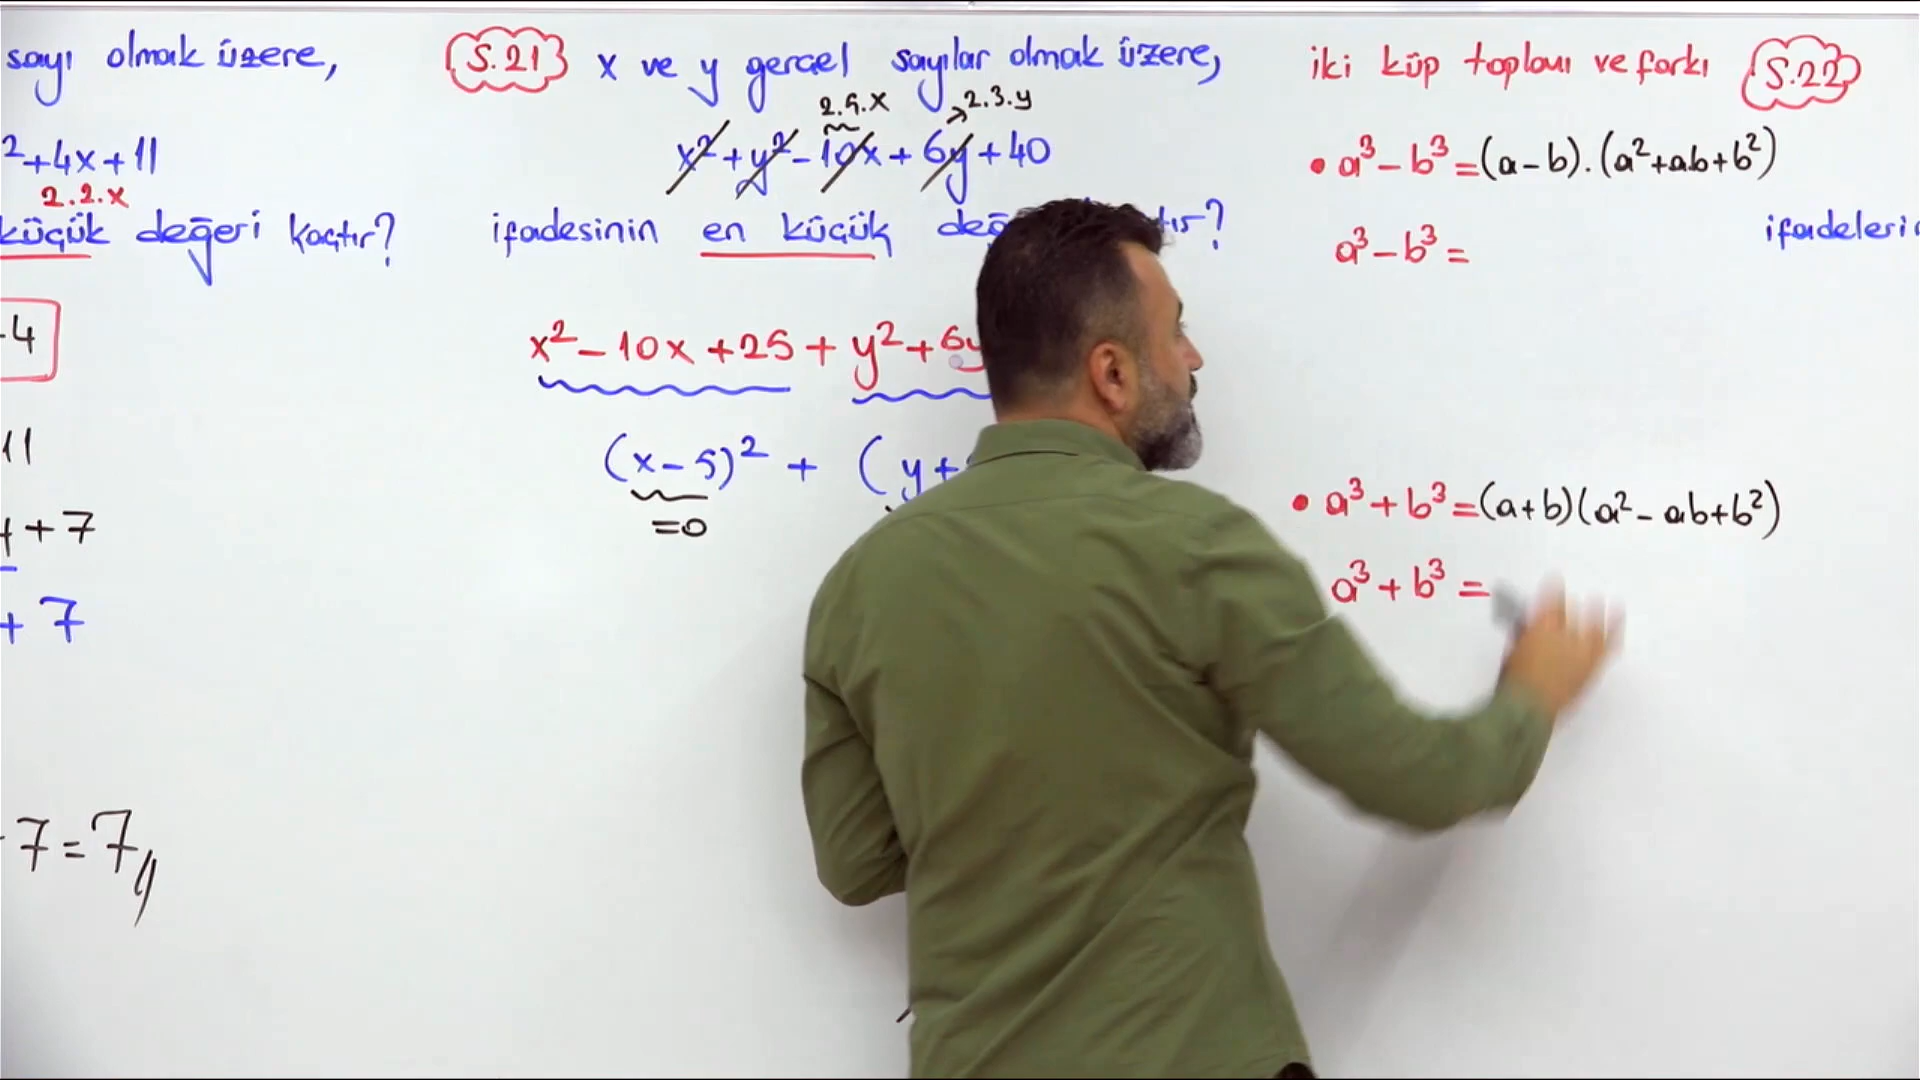 sayı olmak üzere,
²+4x+11
2.2.x
küçük değeri kaçtır?
4
11
+7
+ 7
7=7
S.21 x ve y gerçel sayılar olmak üzere,
2.5.x 2.3.y
x²+y²-10x+6y+40
ifadesinin en küçük değ tır?
x²-10x+25+y²+6y
(x-5)² + (y+
=0
iki küp toplamı ve farkı S.22
• a³-b³=(a-b).(a²+ab+b²)
a³-b³=
ifadelerin
• a³+b³=(a+b)(a²-ab+b²)
a³+b³=